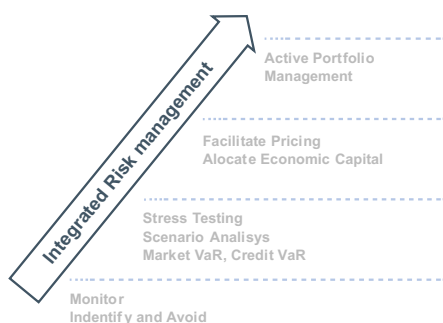 Active Portfolio
Management
Integrated Risk management
Facilitate Pricing
Alocate Economic Capital
Stress Testing
Scenario Analisys
Market VaR, Credit VaR
Monitor
Indentify and Avoid